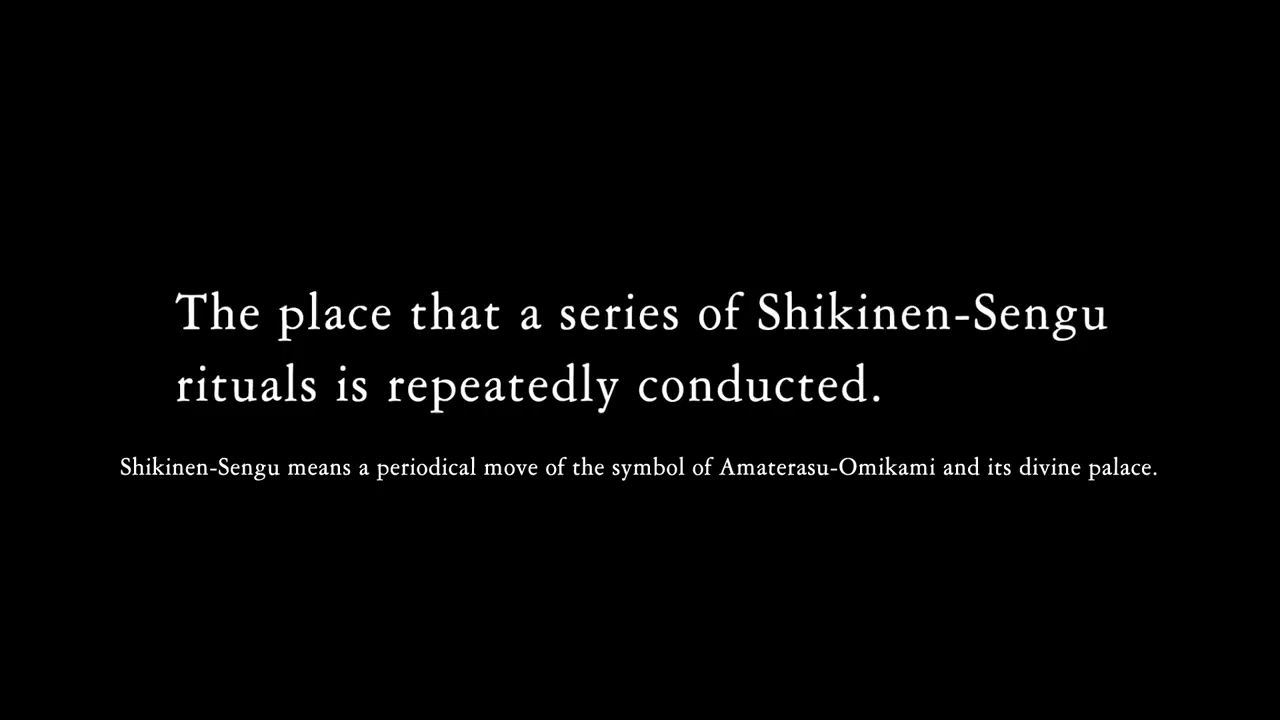 The place that a series of Shikinen-Sengu
rituals is repeatedly conducted.
Shikinen-Sengu means a periodical move of the symbol of Amaterasu-Omikami and its divine palace.